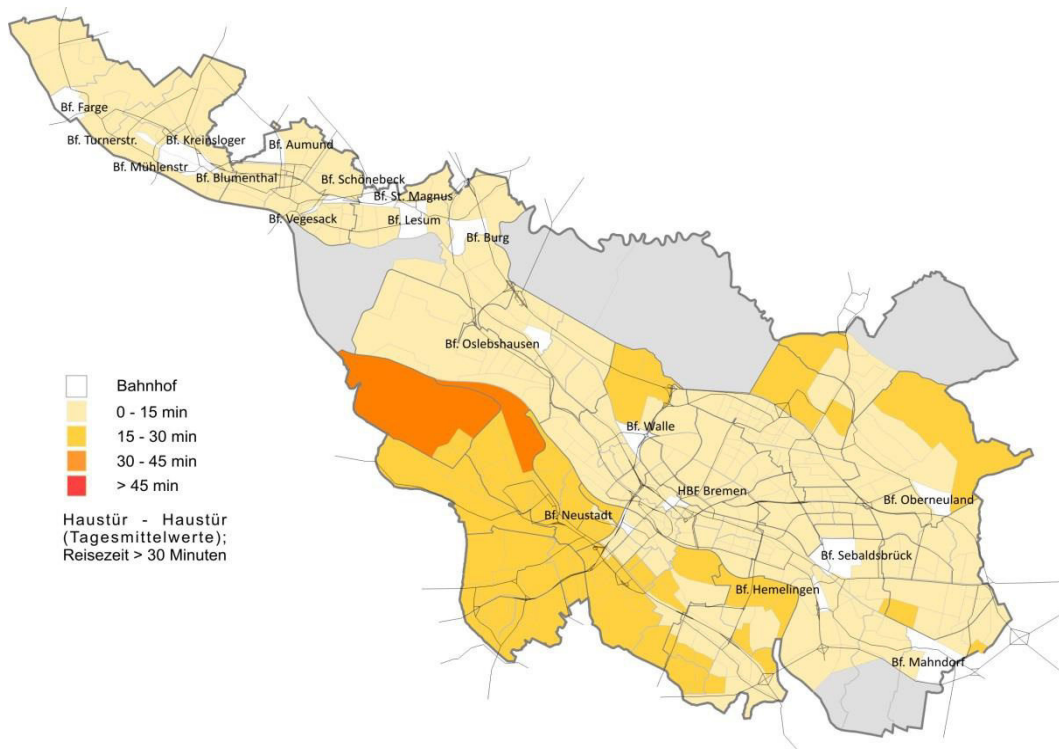 Bf. Farge
Bf. Turnerstr.
Bf. Kreinsloger
Bf. Aumund
Bf. Mühlenstr
Bf. Blumenthal
Bf. Schönebeck
Bf. St. Magnus
Bf. Vegesack
Bf. Lesum
Bf. Burg
Bf. Oslebshausen
Bf. Walle
HBF Bremen
Bf. Oberneuland
Bf. Neustadt
Bf. Sebaldsbrück
Bf. Hemelingen
Bf. Mahndorf
Bahnhof
0 - 15 min
15 - 30 min
30 - 45 min
> 45 min
Haustür - Haustür
(Tagesmittelwerte);
Reisezeit > 30 Minuten